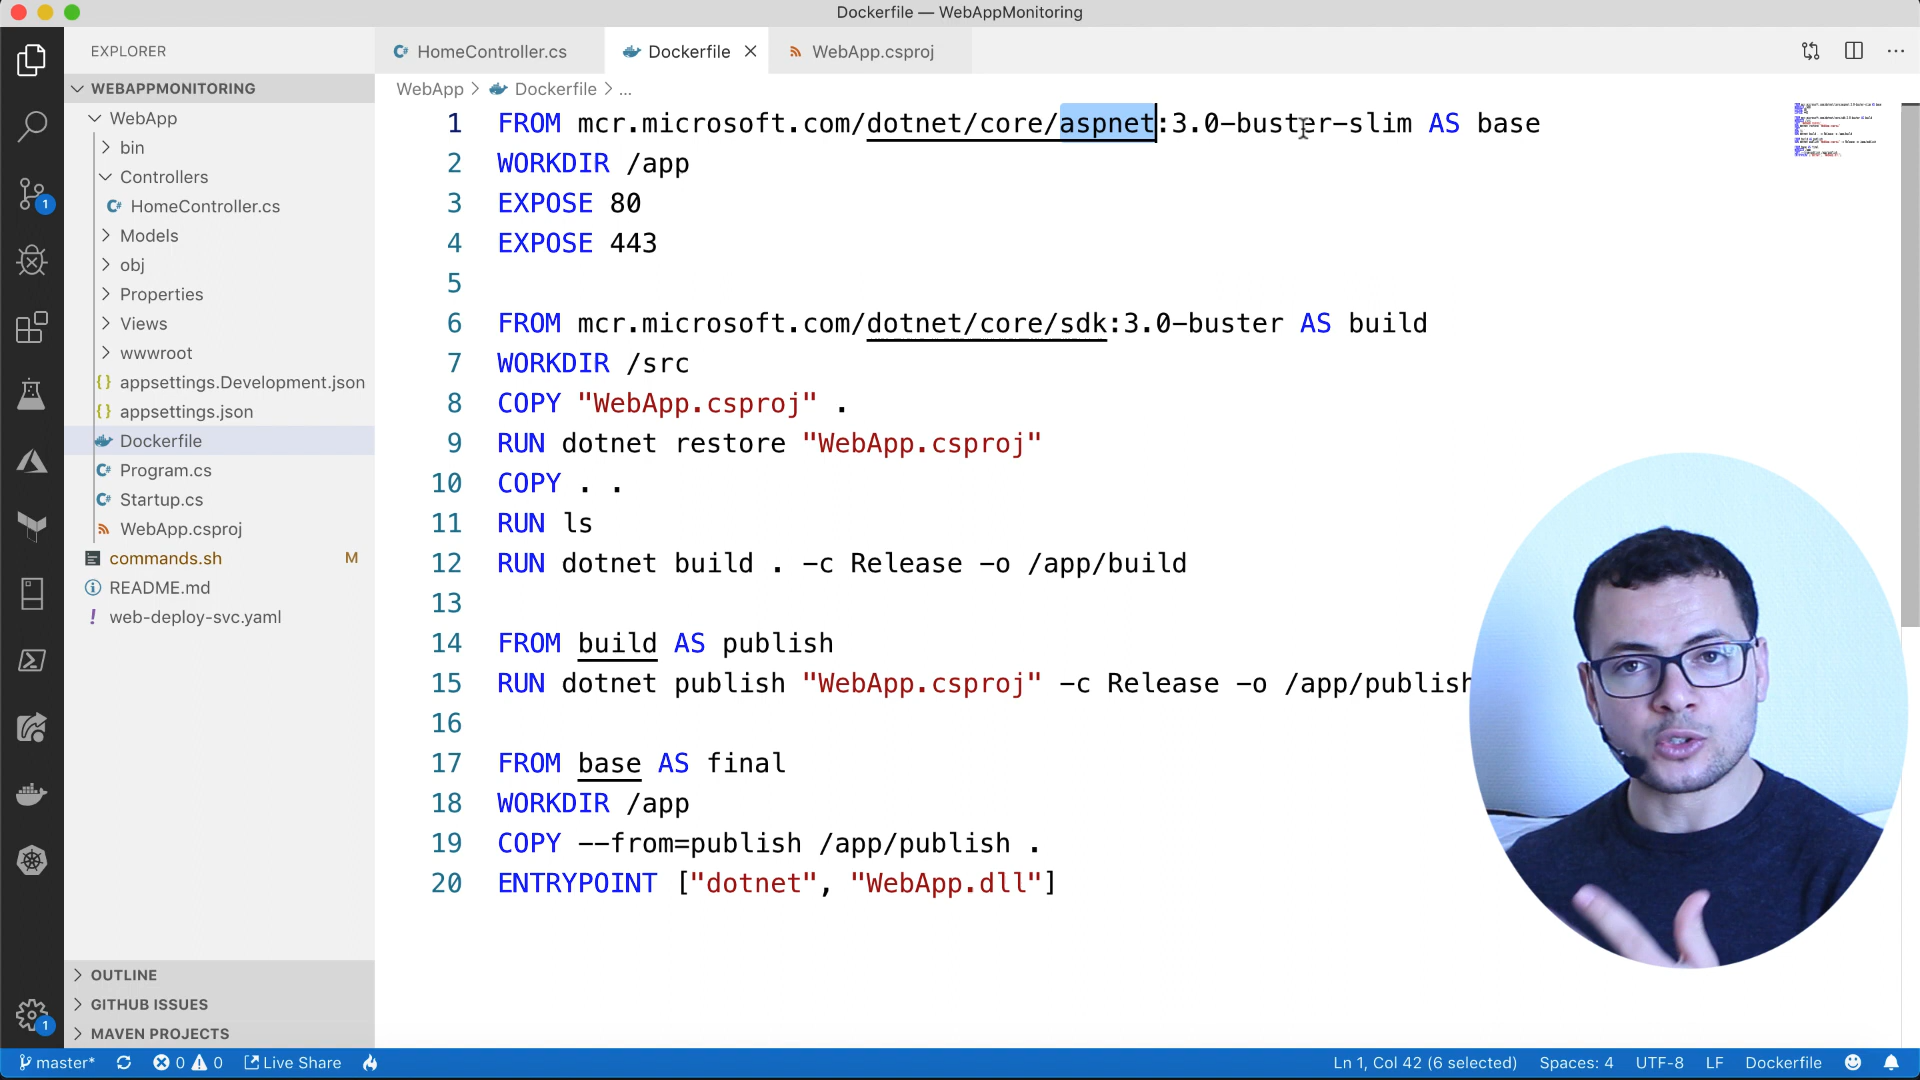 Dockerfile — WebAppMonitoring
EXPLORER
HomeController.cs
Dockerfile
WebApp.csproj
WEBAPPMONITORING
WebApp
bin
Controllers
HomeController.cs
Models
obj
Properties
Views
wwwroot
appsettings.Development.json
appsettings.json
Dockerfile
Program.cs
Startup.cs
WebApp.csproj
commands.sh M
README.md
web-deploy-svc.yaml
OUTLINE
GITHUB ISSUES
MAVEN PROJECTS
WebApp > Dockerfile > ...
1 FROM mcr.microsoft.com/dotnet/core/aspnet:3.0-buster-slim AS base
2 WORKDIR /app
3 EXPOSE 80
4 EXPOSE 443
5
6 FROM mcr.microsoft.com/dotnet/core/sdk:3.0-buster AS build
7 WORKDIR /src
8 COPY "WebApp.csproj" .
9 RUN dotnet restore "WebApp.csproj"
10 COPY . .
11 RUN ls
12 RUN dotnet build . -c Release -o /app/build
13
14 FROM build AS publish
15 RUN dotnet publish "WebApp.csproj" -c Release -o /app/publish
16
17 FROM base AS final
18 WORKDIR /app
19 COPY --from=publish /app/publish .
20 ENTRYPOINT ["dotnet", "WebApp.dll"]
1
1
master* 0 0 Live Share
Ln 1, Col 42 (6 selected) Spaces: 4 UTF-8 LF Dockerfile